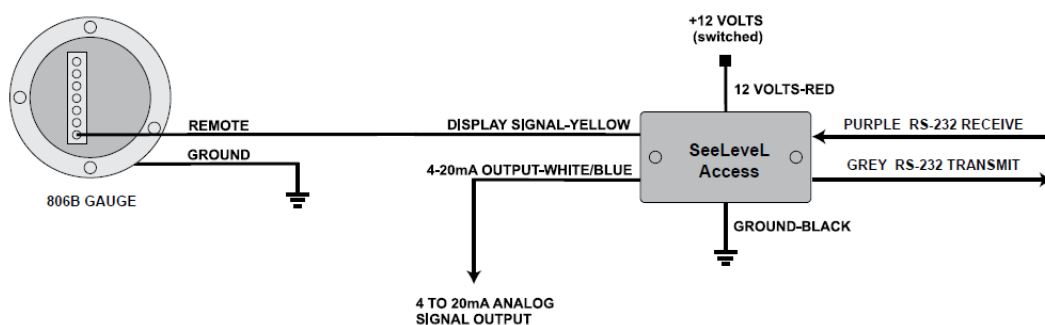 +12 VOLTS
(switched)
12 VOLTS-RED
REMOTE
DISPLAY SIGNAL-YELLOW
PURPLE RS-232 RECEIVE
SeeLeveL
Access
GROUND
4-20mA OUTPUT-WHITE/BLUE
GREY RS-232 TRANSMIT
806B GAUGE
GROUND-BLACK
4 TO 20mA ANALOG
SIGNAL OUTPUT